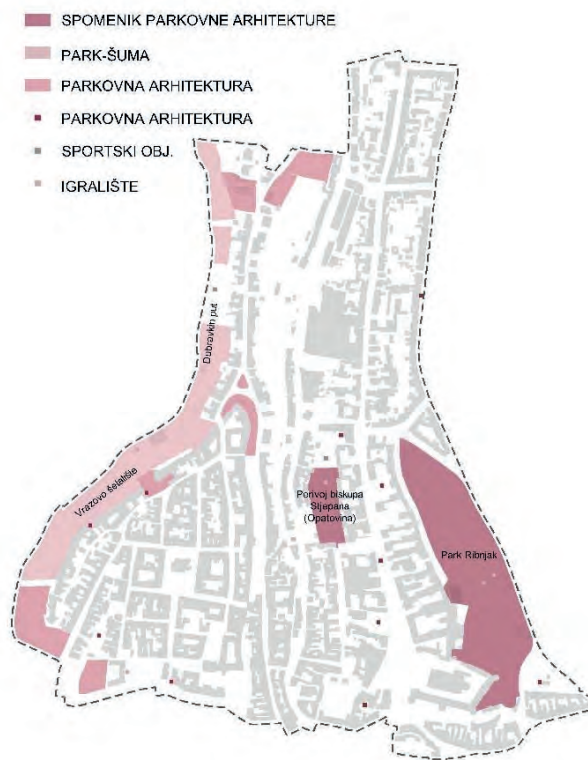 SPOMENIK PARKOVNE ARHITEKTURE
PARK-ŠUMA
PARKOVNA ARHITEKTURA
PARKOVNA ARHITEKTURA
SPORTSKI OBJ.
IGRALIŠTE
Dubravkin put
Vrazovo šetalište
Perivoj biskupa
Stjepana
(Opatovina)
Park Ribnjak